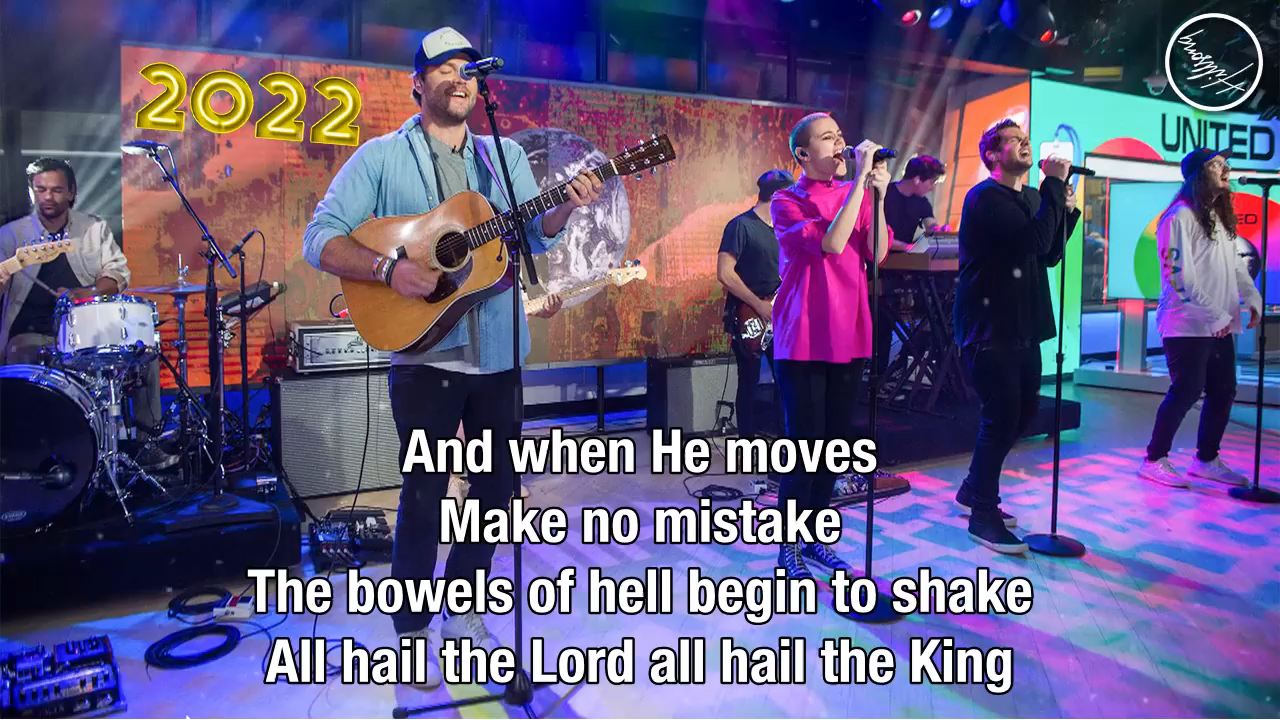 2022
Hillsong
UNITED
And when He moves
Make no mistake
The bowels of hell begin to shake
All hail the Lord all hail the King